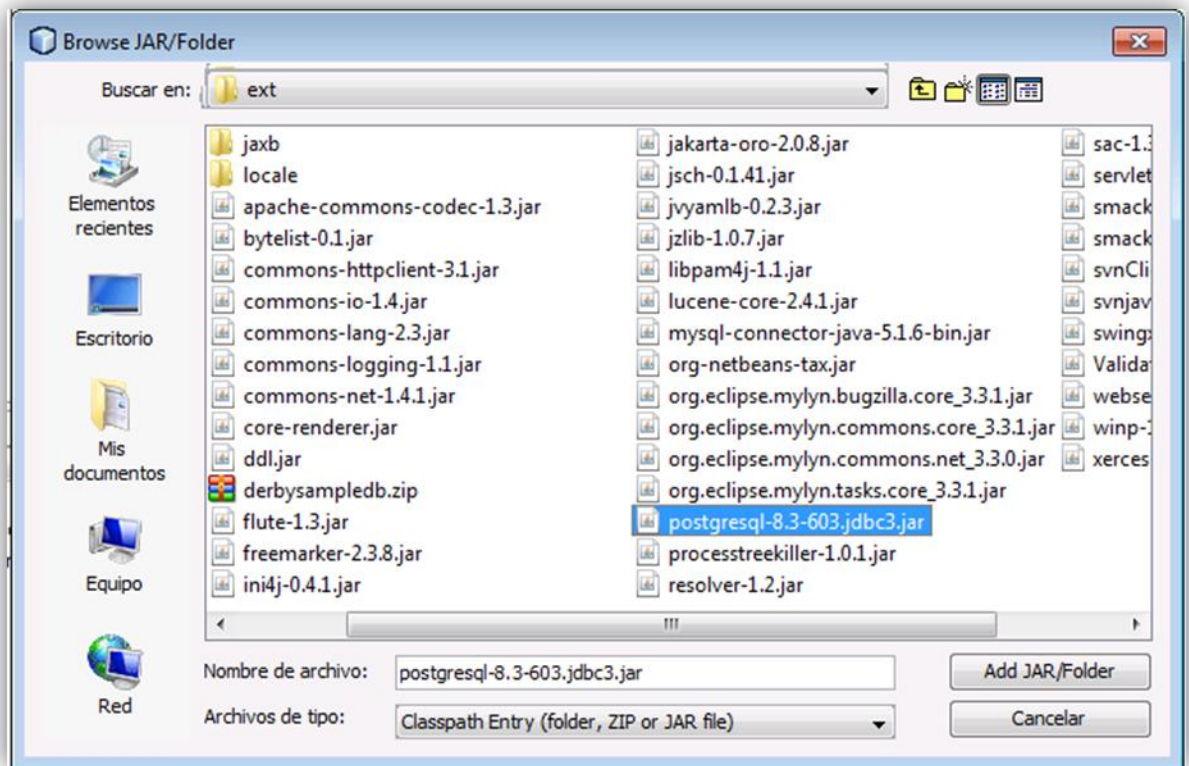 Browse JAR/Folder
Buscar en:
ext
Elementos
recientes
Escritorio
Mis
documentos
Equipo
Red
jaxb
locale
apache-commons-codec-1.3.jar
bytelist-0.1.jar
commons-httpclient-3.1.jar
commons-io-1.4.jar
commons-lang-2.3.jar
commons-logging-1.1.jar
commons-net-1.4.1.jar
core-renderer.jar
ddl.jar
derbysampledb.zip
flute-1.3.jar
freemarker-2.3.8.jar
ini4j-0.4.1.jar
jakarta-oro-2.0.8.jar
jsch-0.1.41.jar
jvyamlb-0.2.3.jar
jzlib-1.0.7.jar
libpam4j-1.1.jar
lucene-core-2.4.1.jar
mysql-connector-java-5.1.6-bin.jar
org-netbeans-tax.jar
org.eclipse.mylyn.bugzilla.core_3.3.1.jar
org.eclipse.mylyn.commons.core_3.3.1.jar
org.eclipse.mylyn.commons.net_3.3.0.jar
org.eclipse.mylyn.tasks.core_3.3.1.jar
postgresql-8.3-603.jdbc3.jar
processtreekiller-1.0.1.jar
resolver-1.2.jar
sac-1.3
servlet
smack
smack
svnCli
svnjav
swingx
Validat
webse
winp-1
xerces
Nombre de archivo:
postgresql-8.3-603.jdbc3.jar
Add JAR/Folder
Archivos de tipo:
Classpath Entry (folder, ZIP or JAR file)
Cancelar